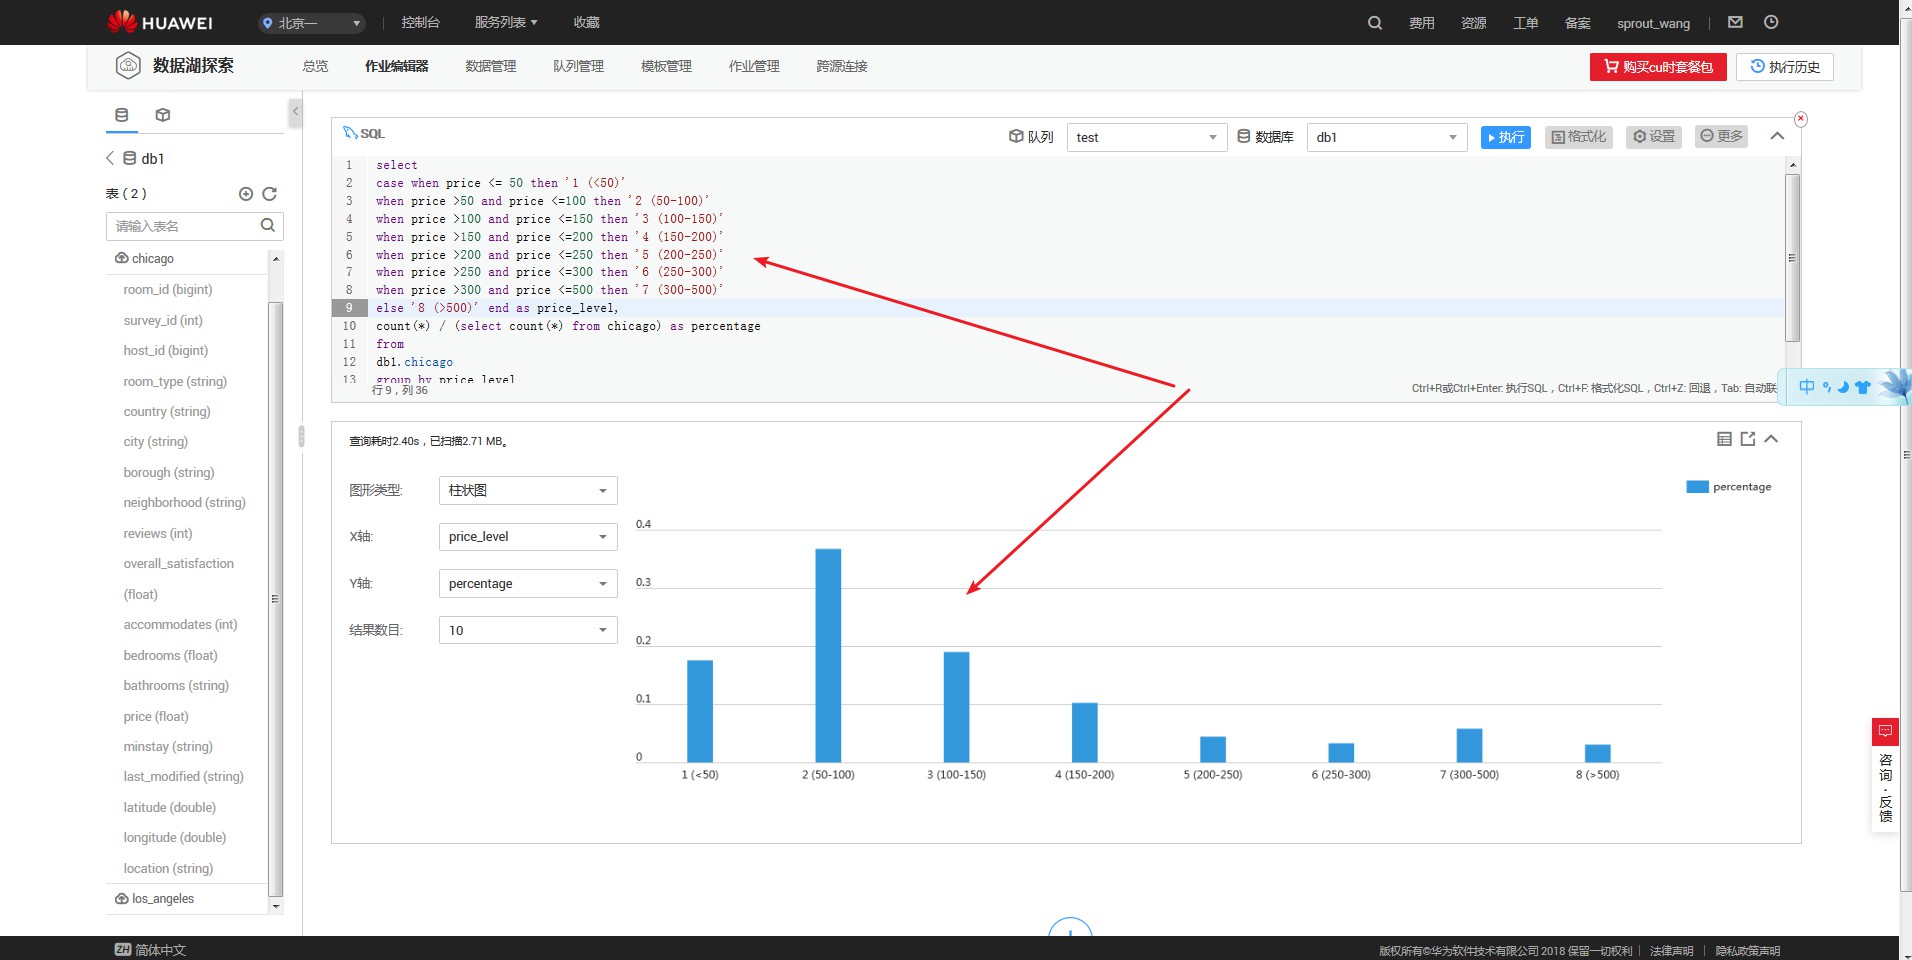 HUAWEI
北京一
控制台
服务列表
收藏
费用
资源
工单
备案
sprout_wang
数据湖探索
总览
作业编辑器
数据管理
队列管理
模板管理
作业管理
跨源连接
购买cu时套餐包
执行历史
db1
表 ( 2 )
请输入表名
chicago
room_id (bigint)
survey_id (int)
host_id (bigint)
room_type (string)
country (string)
city (string)
borough (string)
neighborhood (string)
reviews (int)
overall_satisfaction
(float)
accommodates (int)
bedrooms (float)
bathrooms (string)
price (float)
minstay (string)
last_modified (string)
latitude (double)
longitude (double)
location (string)
los_angeles
SQL
队列
test
数据库
db1
执行
格式化
设置
更多
1 select
2 case when price <= 50 then '1 (<50)'
3 when price >50 and price <=100 then '2 (50-100)'
4 when price >100 and price <=150 then '3 (100-150)'
5 when price >150 and price <=200 then '4 (150-200)'
6 when price >200 and price <=250 then '5 (200-250)'
7 when price >250 and price <=300 then '6 (250-300)'
8 when price >300 and price <=500 then '7 (300-500)'
9 else '8 (>500)' end as price_level,
10 count(*) / (select count(*) from chicago) as percentage
11 from
12 db1.chicago
13 group by price_level
行 9 , 列 36
Ctrl+R或Ctrl+Enter: 执行SQL , Ctrl+F: 格式化SQL , Ctrl+Z: 回退 , Tab: 自动联
中
查询耗时2.40s , 已扫描2.71 MB。
图形类型:
柱状图
X轴:
price_level
Y轴:
percentage
结果数目:
10
percentage
0.4
0.3
0.2
0.1
0
1 (<50)
2 (50-100)
3 (100-150)
4 (150-200)
5 (200-250)
6 (250-300)
7 (300-500)
8 (>500)
咨询·反馈
ZH 简体中文
版权所有©华为软件技术有限公司 2018 保留一切权利
法律声明
隐私政策声明